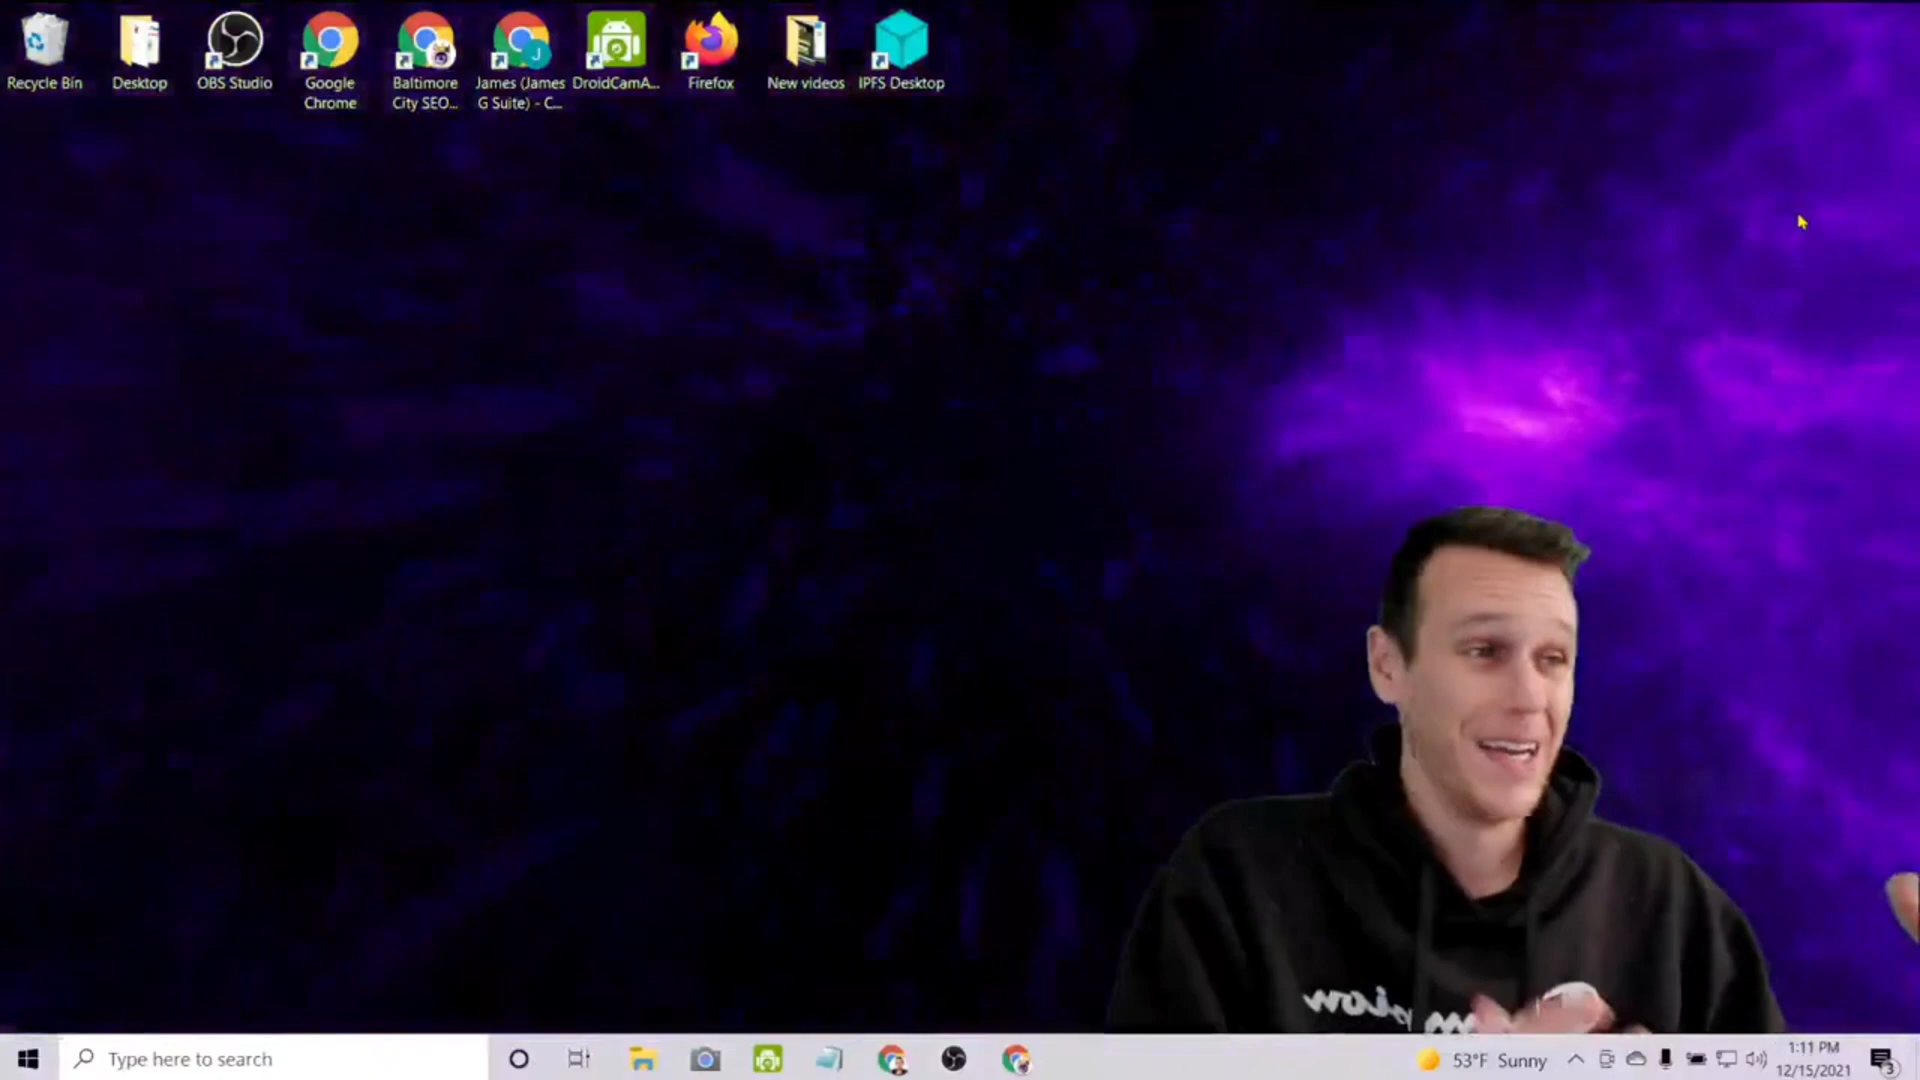 Recycle Bin
Desktop
OBS Studio
Google
Chrome
Baltimore
City SEO...
James (James
G Suite) - C...
J
DroidCamA...
Firefox
New videos
IPFS Desktop
Type here to search
53°F Sunny
1:11 PM
12/15/2021
3